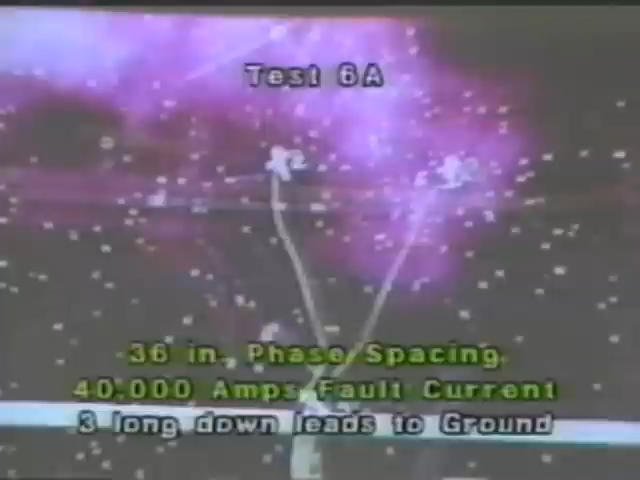 Test 6A
36 in. Phase Spacing
40,000 Amps Fault Current
3 long down leads to Ground